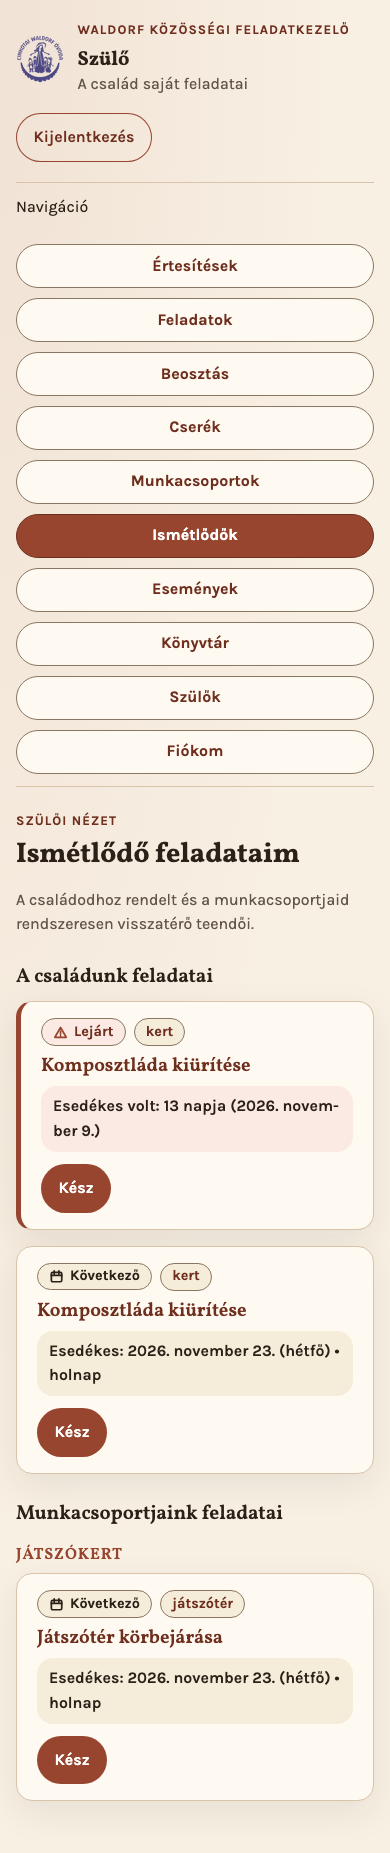 WALDORF KÖZÖSSÉGI FELADATKEZELŐ
Szülő
A család saját feladatai
Kijelentkezés
Navigáció
Értesítések
Feladatok
Beosztás
Cserék
Munkacsoportok
Ismétlődők
Események
Könyvtár
Szülők
Fiókom
SZÜLŐI NÉZET
Ismétlődő feladataim
A családodhoz rendelt és a munkacsoportjaid
rendszeresen visszatérő teendői.
A családunk feladatai
Lejárt kert
Komposztláda kiürítése
Esedékes volt: 13 napja (2026. novem-
ber 9.)
Kész
Következő kert
Komposztláda kiürítése
Esedékes: 2026. november 23. (hétfő) •
holnap
Kész
Munkacsoportjaink feladatai
JÁTSZÓKERT
Következő játszótér
Játszótér körbejárása
Esedékes: 2026. november 23. (hétfő) •
holnap
Kész